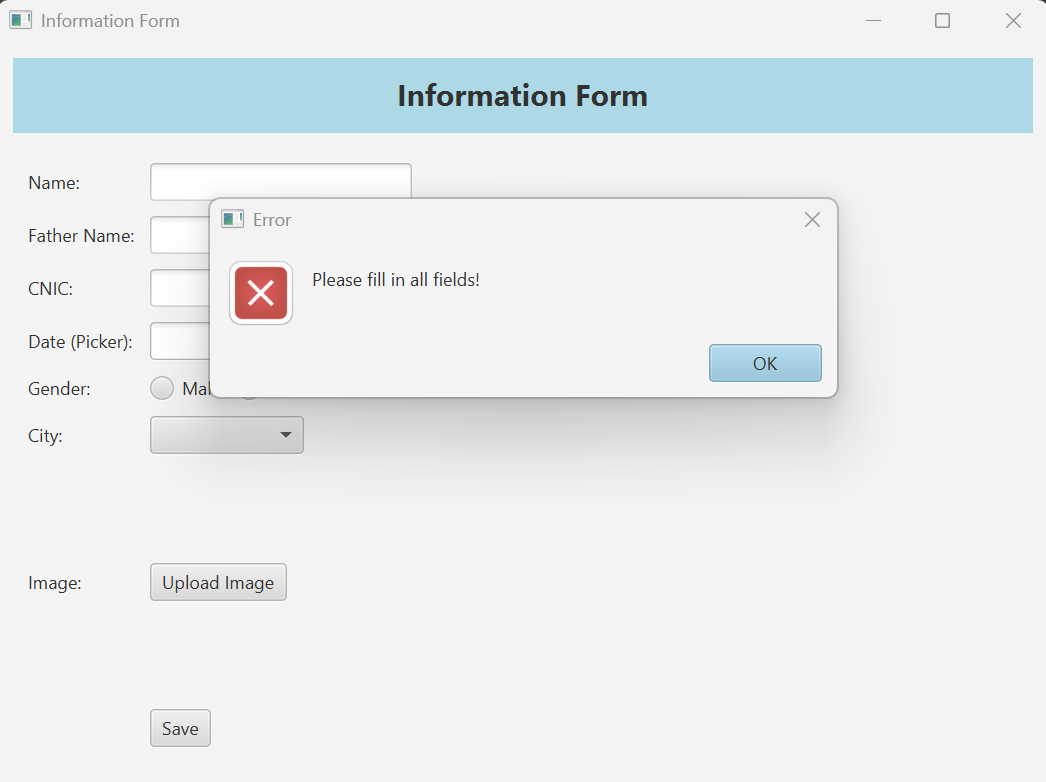 Information Form
Information Form
Name:
Error
Father Name:
Please fill in all fields!
CNIC:
Date (Picker):
OK
Gender:
City:
Image:
Upload Image
Save